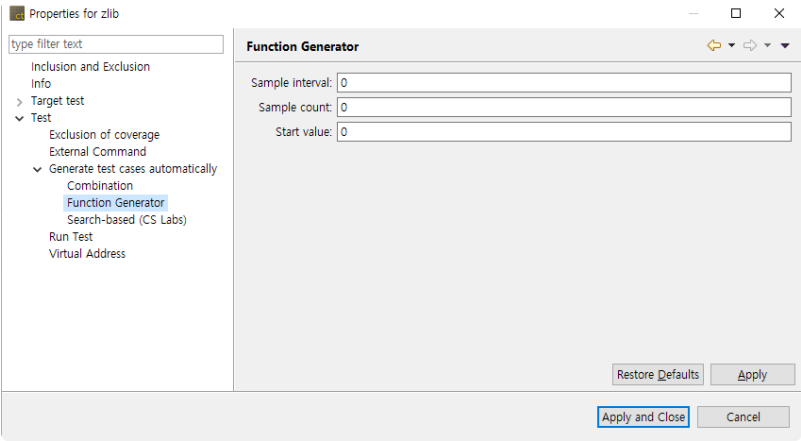 Properties for zlib
type filter text
Inclusion and Exclusion
Info
Target test
Test
Exclusion of coverage
External Command
Generate test cases automatically
Combination
Function Generator
Search-based (CS Labs)
Run Test
Virtual Address
Function Generator
Sample interval: 0
Sample count: 0
Start value: 0
Restore Defaults
Apply
Apply and Close
Cancel